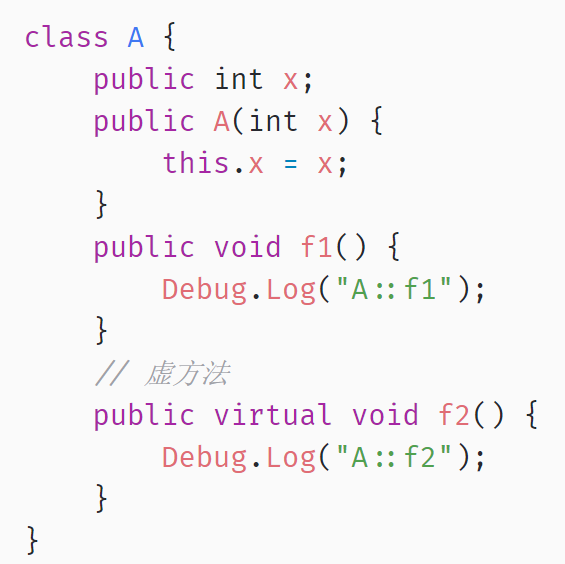 class A {
    public int x;
    public A(int x) {
        this.x = x;
    }
    public void f1() {
        Debug.Log("A::f1");
    }
    // 虚方法
    public virtual void f2() {
        Debug.Log("A::f2");
    }
}